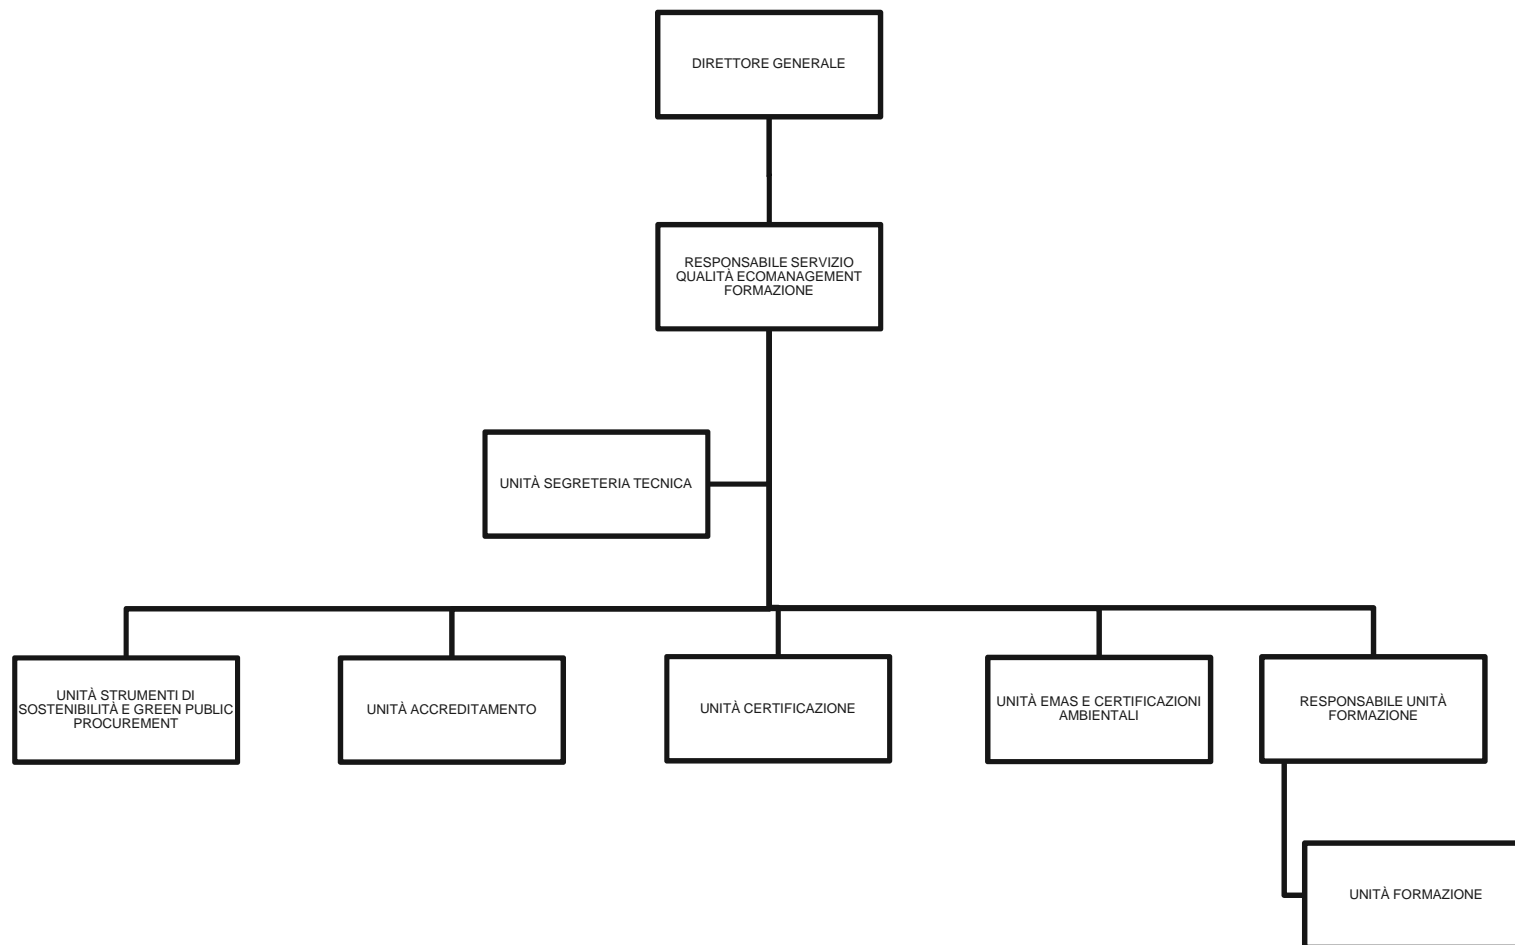 DIRETTORE GENERALE
RESPONSABILE SERVIZIO
QUALITÀ ECOMANAGEMENT
FORMAZIONE
UNITÀ SEGRETERIA TECNICA
UNITÀ STRUMENTI DI
SOSTENIBILITÀ E GREEN PUBLIC
PROCUREMENT
UNITÀ ACCREDITAMENTO
UNITÀ CERTIFICAZIONE
UNITÀ EMAS E CERTIFICAZIONI
AMBIENTALI
RESPONSABILE UNITÀ
FORMAZIONE
UNITÀ FORMAZIONE